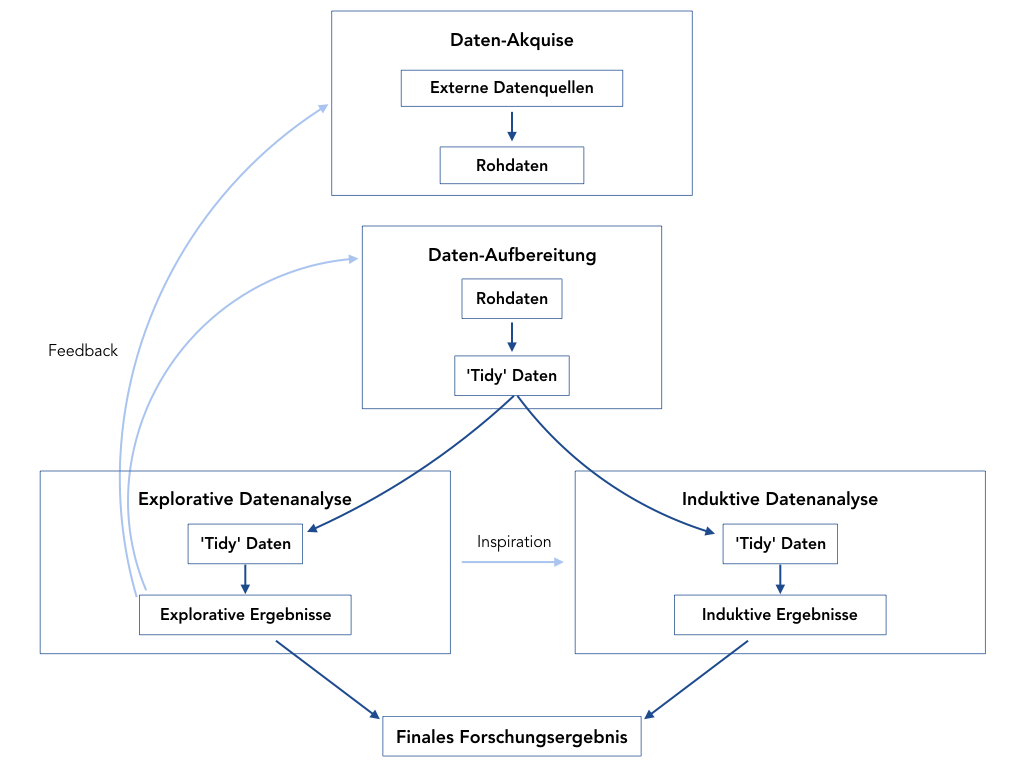 Daten-Akquise
Externe Datenquellen
Rohdaten
Daten-Aufbereitung
Rohdaten
'Tidy' Daten
Feedback
Explorative Datenanalyse
'Tidy' Daten
Explorative Ergebnisse
Inspiration
Induktive Datenanalyse
'Tidy' Daten
Induktive Ergebnisse
Finales Forschungsergebnis